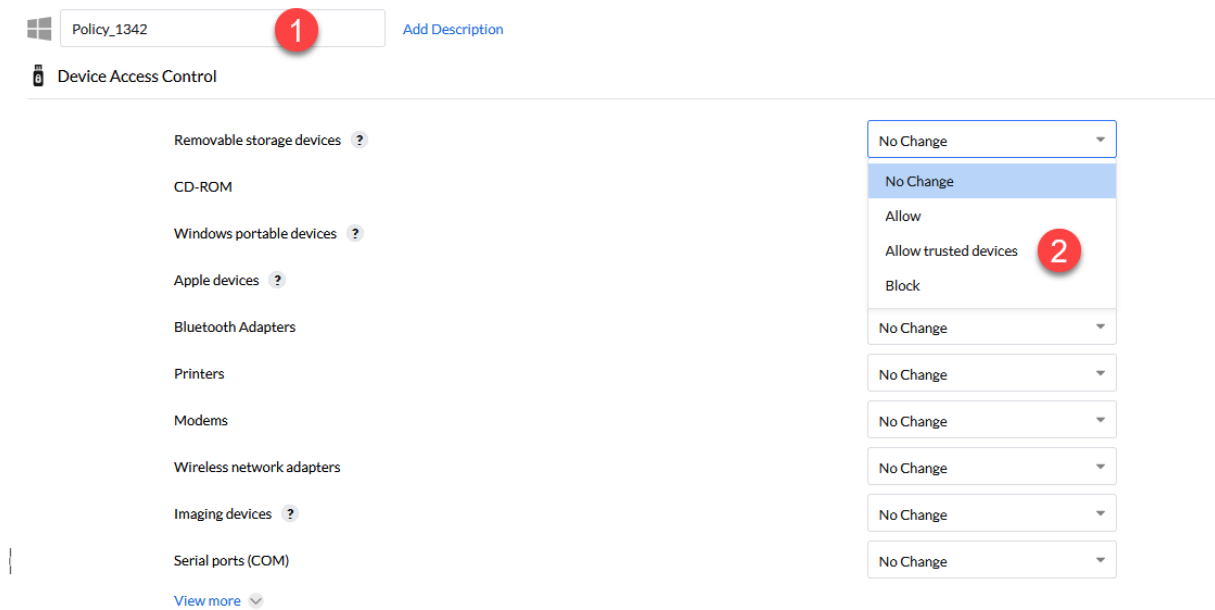 Policy_1342 1 Add Description
Device Access Control
Removable storage devices ? No Change
CD-ROM No Change
Allow
Windows portable devices ? Allow trusted devices 2
Apple devices ? Block
Bluetooth Adapters No Change
Printers No Change
Modems No Change
Wireless network adapters No Change
Imaging devices ? No Change
Serial ports (COM) No Change
View more